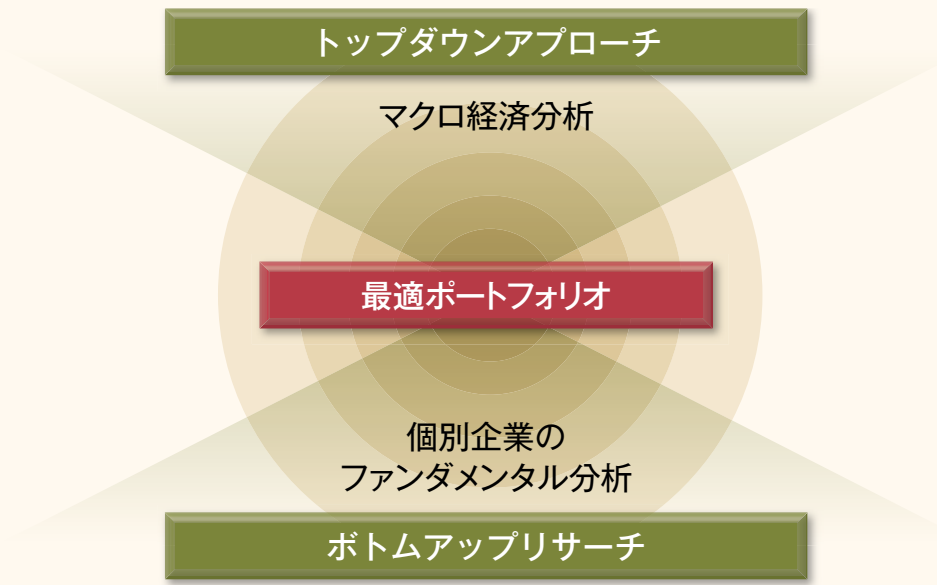 トップダウンアプローチ
マクロ経済分析
最適ポートフォリオ
個別企業の
ファンダメンタル分析
ボトムアップリサーチ